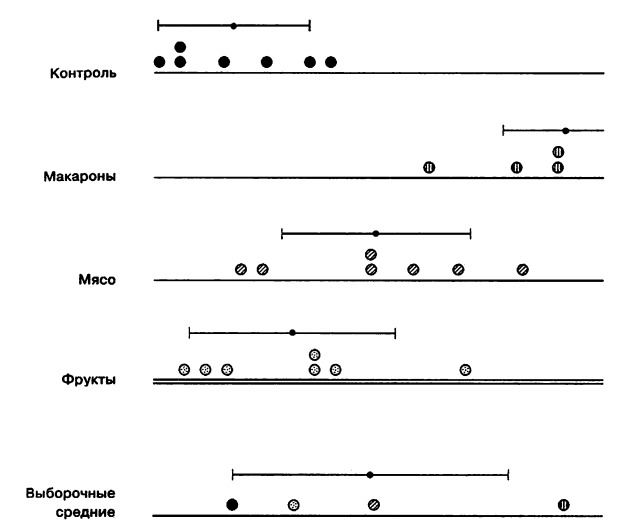 Контроль
Макароны
Мясо
Фрукты
Выборочные
средние